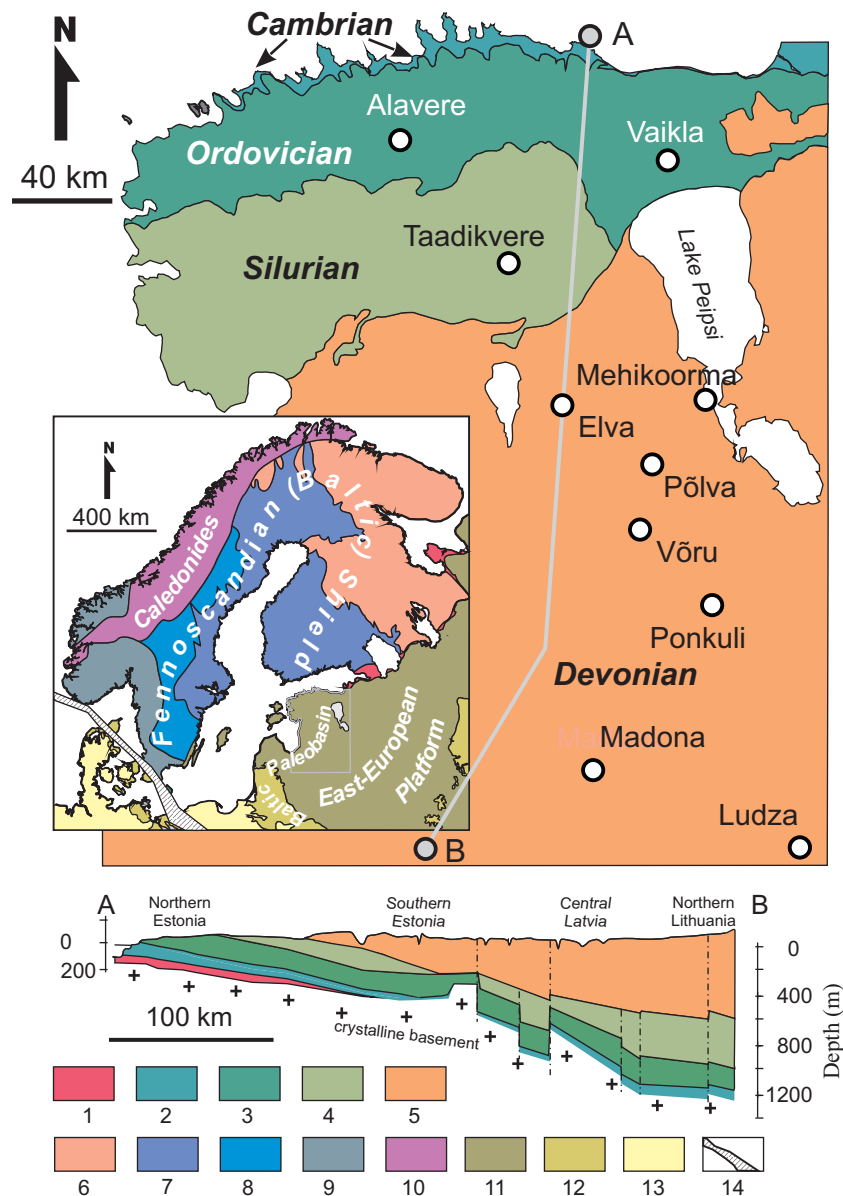 N
Cambrian
A
Alavere
Vaikla
Ordovician
40 km
Taadikvere
Silurian
Lake Peipsi
Mehikoorma
Elva
Põlva
Võru
Ponkuli
Devonian
Ma
Madona
Ludza
B
N
400 km
Caledonides
Fennoscandian (Baltic) Shield
Baltic Paleobasin
East-European
Platform
A
Northern
Estonia
Southern
Estonia
Central
Latvia
Northern
Lithuania
B
0
200
0
400
800
1200
Depth (m)
100 km
crystalline basement
1 2 3 4 5
6 7 8 9 10 11 12 13 14